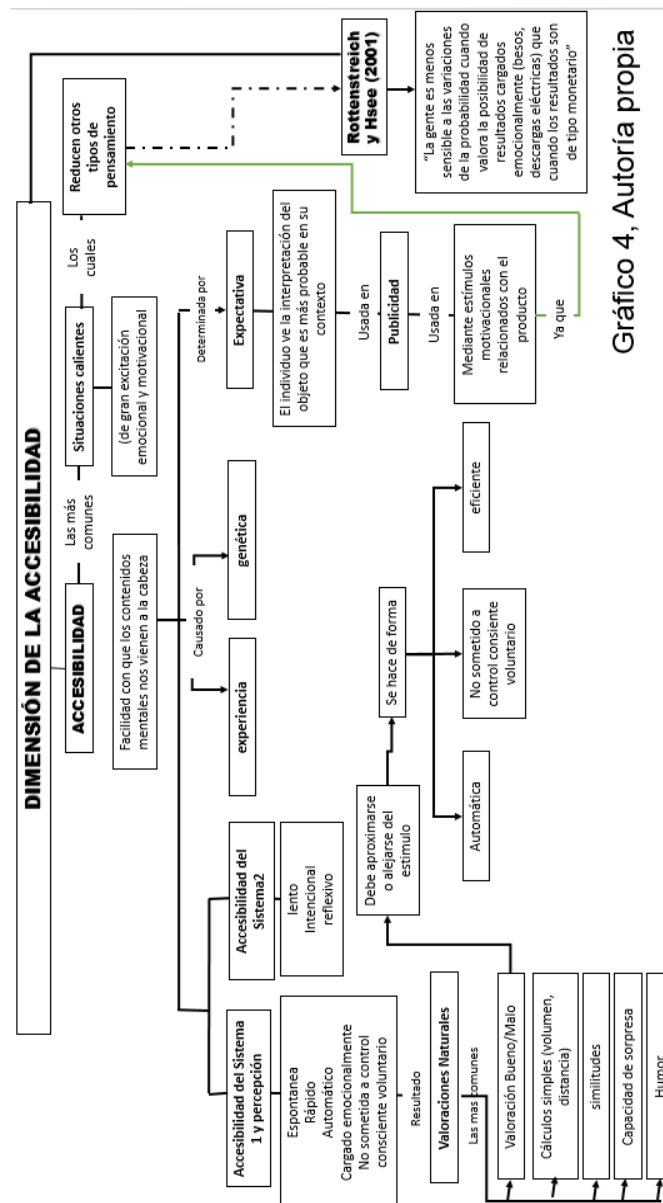 DIMENSIÓN DE LA ACCESIBILIDAD
ACCESIBILIDAD
Las más
comunes
Situaciones calientes
Los
cuales
Reducen otros
tipos de
pensamiento
Facilidad con que los contenidos
mentales nos vienen a la cabeza
(de gran excitación
emocional y motivacional
Rottenstreich
y Hsee (2001)
"La gente es menos
sensible a las variaciones
de la probabilidad cuando
valora la posibilidad de
resultados cargados
emocionalmente (besos,
descargas eléctricas) que
cuando los resultados son
de tipo monetario"
Accesibilidad del Sistema
1 y percepción
Espontanea
Rápido
Automático
Cargado emocionalmente
No sometida a control
consciente voluntario
Resultado
Valoraciones Naturales
Las mas comunes
Valoración Bueno/Malo
Cálculos simples (volumen,
distancia)
similitudes
Capacidad de sorpresa
Humor
Accesibilidad del
Sistema2
lento
Intencional
reflexivo
Debe aproximarse
o alejarse del
estimulo
Se hace de forma
Automática
No sometido a
control consiente
voluntario
eficiente
Causado por
experiencia
genética
Determinada por
Expectativa
El individuo ve la interpretación del
objeto que es más probable en su
contexto
Usada en
Publicidad
Usada en
Mediante estímulos
motivacionales
relacionados con el
producto
Ya que
Gráfico 4, Autoría propia